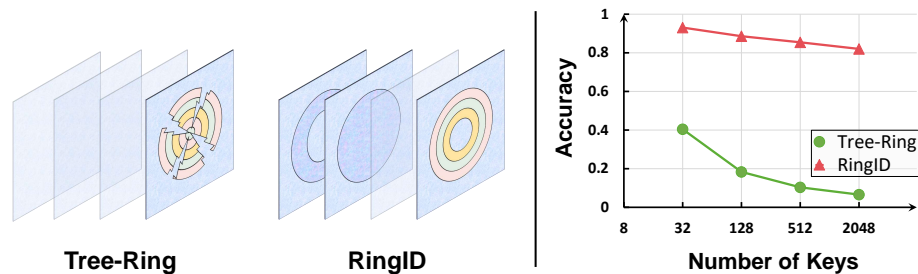 Tree-Ring
RingID
Accuracy
1
0.8
0.6
0.4
0.2
0
8
32
128
512
2048
Number of Keys
Tree-Ring
RingID